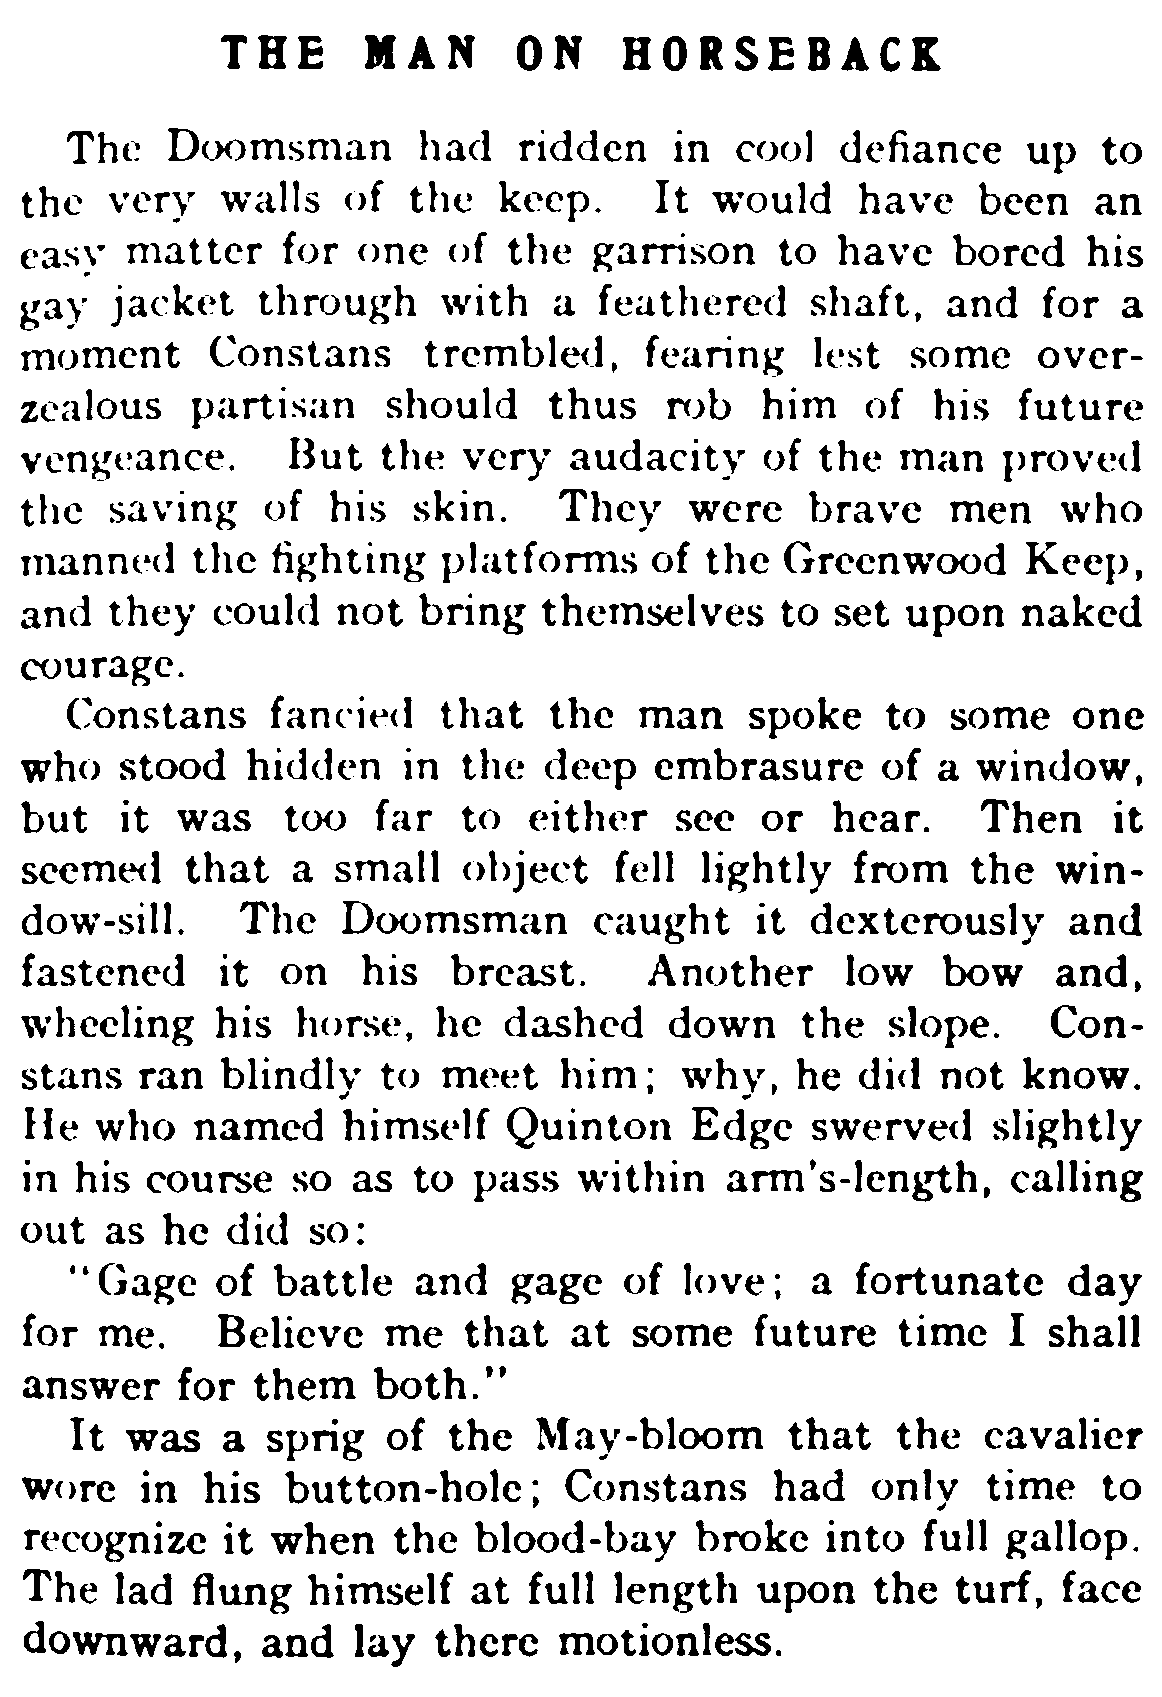 THE MAN ON HORSEBACK
The Doomsman had ridden in cool defiance up to
the very walls of the keep. It would have been an
easy matter for one of the garrison to have bored his
gay jacket through with a feathered shaft, and for a
moment Constans trembled, fearing lest some over-
zealous partisan should thus rob him of his future
vengeance. But the very audacity of the man proved
the saving of his skin. They were brave men who
manned the fighting platforms of the Greenwood Keep,
and they could not bring themselves to set upon naked
courage.
Constans fancied that the man spoke to some one
who stood hidden in the deep embrasure of a window,
but it was too far to either see or hear. Then it
seemed that a small object fell lightly from the win-
dow-sill. The Doomsman caught it dexterously and
fastened it on his breast. Another low bow and,
wheeling his horse, he dashed down the slope. Con-
stans ran blindly to meet him; why, he did not know.
He who named himself Quinton Edge swerved slightly
in his course so as to pass within arm's-length, calling
out as he did so:
"Gage of battle and gage of love; a fortunate day
for me. Believe me that at some future time I shall
answer for them both."
It was a sprig of the May-bloom that the cavalier
wore in his button-hole; Constans had only time to
recognize it when the blood-bay broke into full gallop.
The lad flung himself at full length upon the turf, face
downward, and lay there motionless.